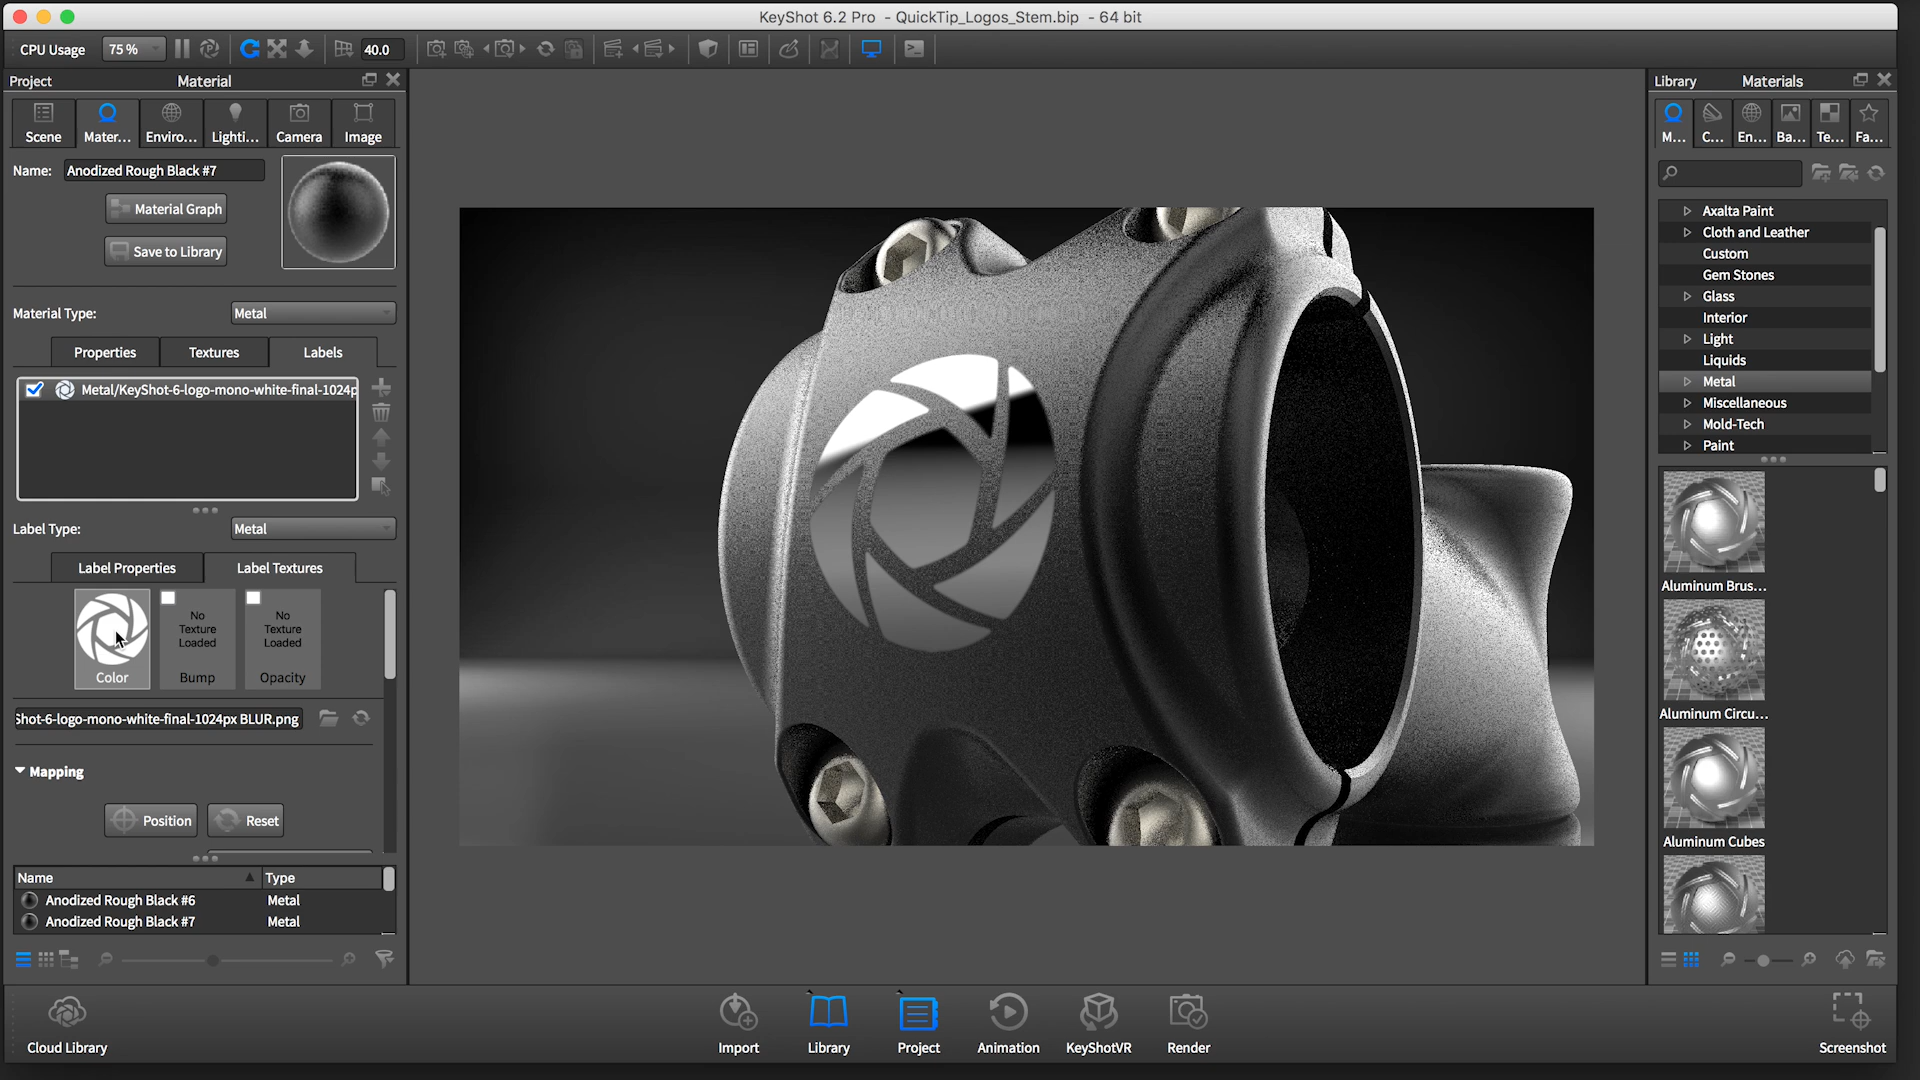 KeyShot 6.2 Pro - QuickTip_Logos_Stem.bip - 64 bit
CPU Usage 75 % 40.0
Project Material
Scene Mater... Enviro... Lighti... Camera Image
Name: Anodized Rough Black #7
Material Graph
Save to Library
Material Type: Metal
Properties Textures Labels
Metal/KeyShot-6-logo-mono-white-final-1024p
Label Type: Metal
Label Properties Label Textures
No Texture Loaded
No Texture Loaded
Color Bump Opacity
Shot-6-logo-mono-white-final-1024px BLUR.png
Mapping
Position Reset
Name Type
Anodized Rough Black #6 Metal
Anodized Rough Black #7 Metal
Library Materials
M... C... En... Ba... Te... Fa...
Axalta Paint
Cloth and Leather
Custom
Gem Stones
Glass
Interior
Light
Liquids
Metal
Miscellaneous
Mold-Tech
Paint
Aluminum Brus...
Aluminum Circu...
Aluminum Cubes
Cloud Library Import Library Project Animation KeyShotVR Render Screenshot